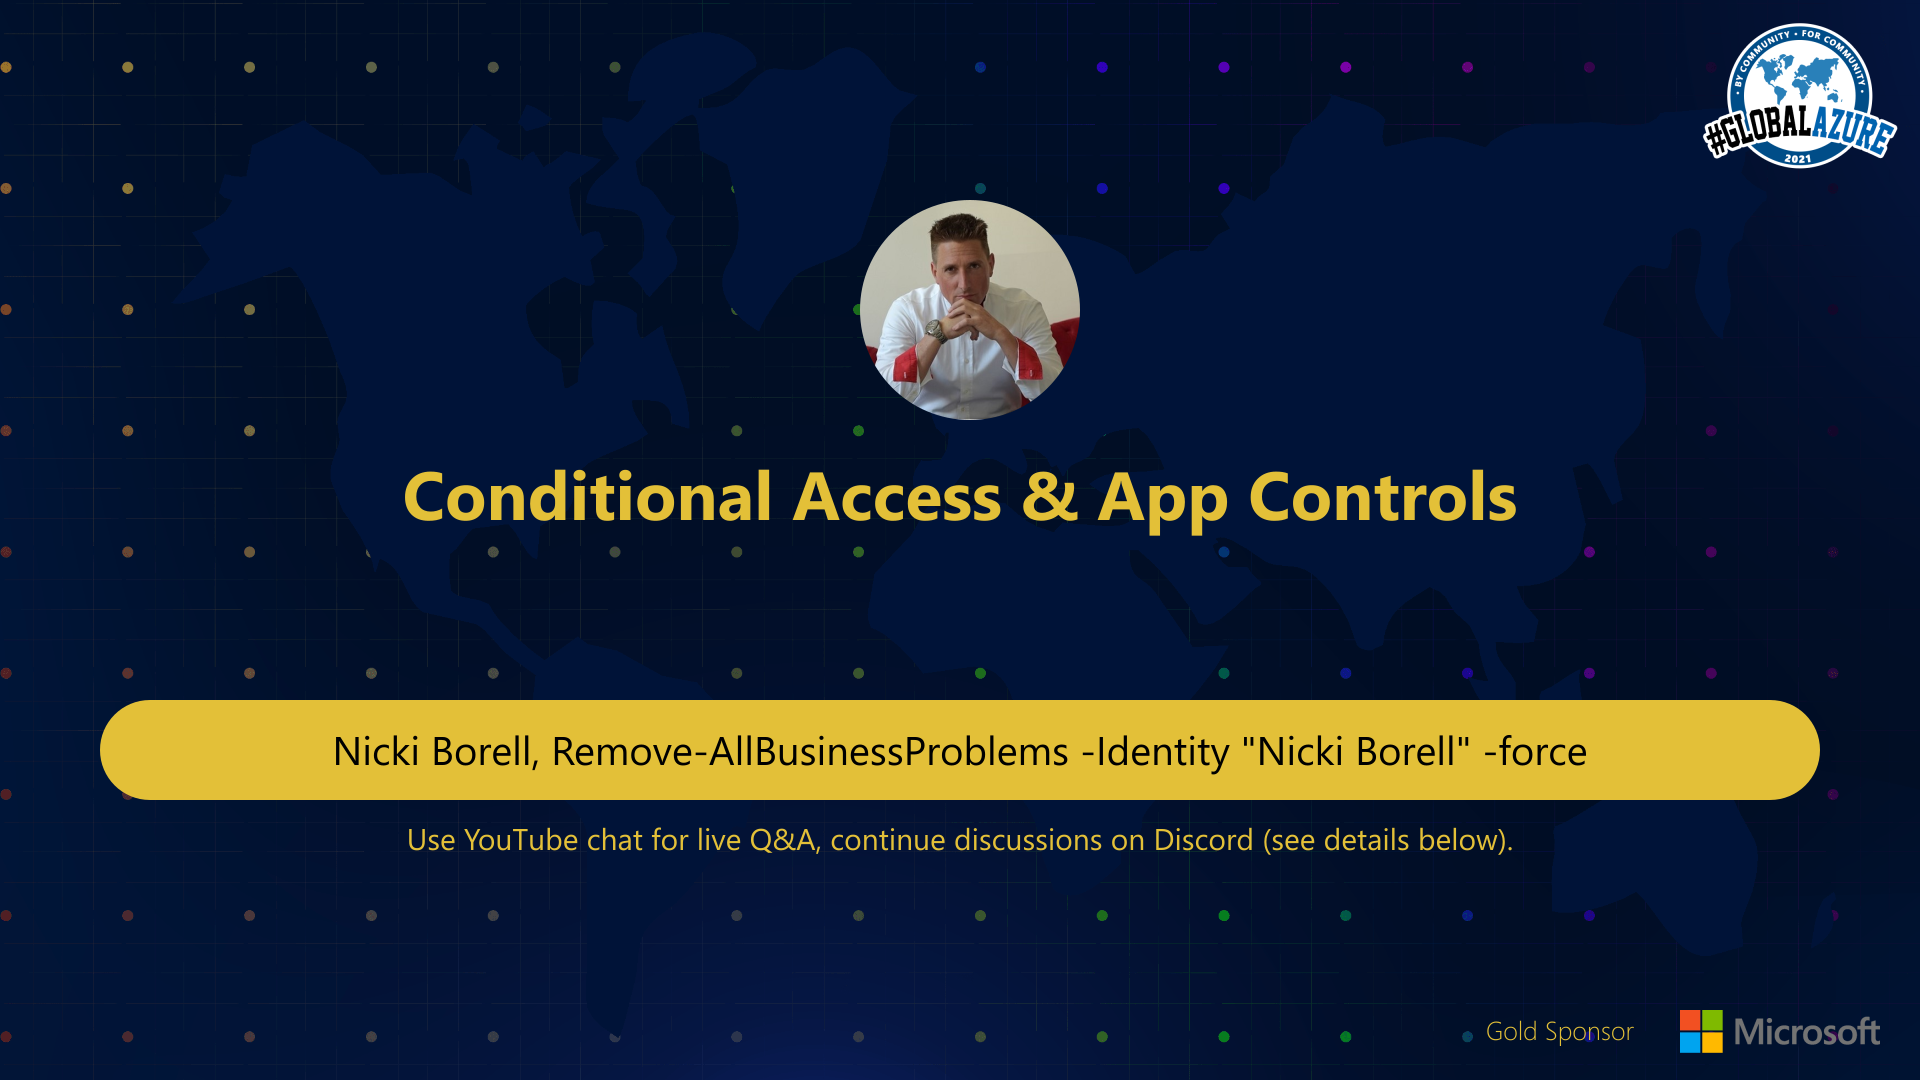 • BY COMMUNITY • FOR COMMUNITY •
#GLOBALAZURE
2021
Conditional Access & App Controls
Nicki Borell, Remove-AllBusinessProblems -Identity "Nicki Borell" -force
Use YouTube chat for live Q&A, continue discussions on Discord (see details below).
Gold Sponsor
Microsoft